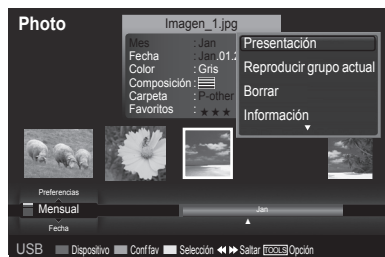 Photo
Imagen_1.jpg
Mes : Jan
Fecha : Jan.01.2
Color : Gris
Composición :
Carpeta : P-other
Favoritos : ★ ★ ★
Presentación
Reproducir grupo actual
Borrar
Información
Preferencias
Mensual
Fecha
Jan
USB Dispositivo Conf fav Selección Saltar TOOLS Opción